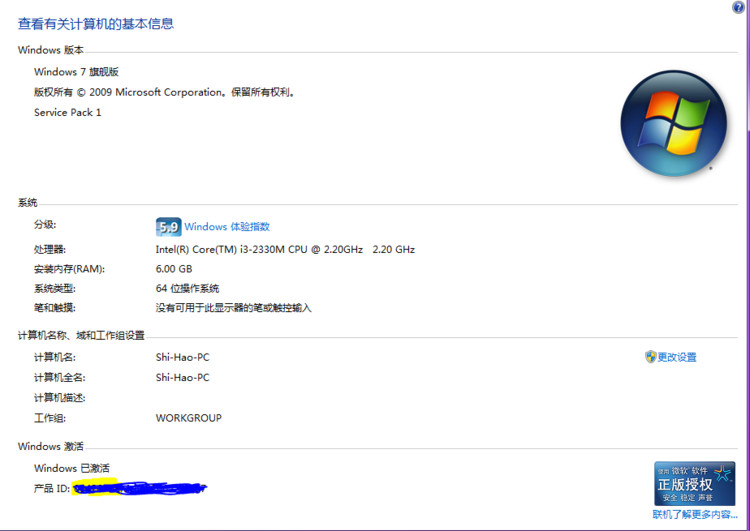 查看有关计算机的基本信息
Windows 版本
Windows 7 旗舰版
版权所有 © 2009 Microsoft Corporation。保留所有权利。
Service Pack 1
系统
分级: 5.9 Windows 体验指数
处理器: Intel(R) Core(TM) i3-2330M CPU @ 2.20GHz 2.20 GHz
安装内存(RAM): 6.00 GB
系统类型: 64 位操作系统
笔和触摸: 没有可用于此显示器的笔或触控输入
计算机名称、域和工作组设置
计算机名: Shi-Hao-PC 更改设置
计算机全名: Shi-Hao-PC
计算机描述:
工作组: WORKGROUP
Windows 激活
Windows 已激活
产品 ID:
使用 微软® 软件
正版授权
安全 稳定 声誉
联机了解更多内容...